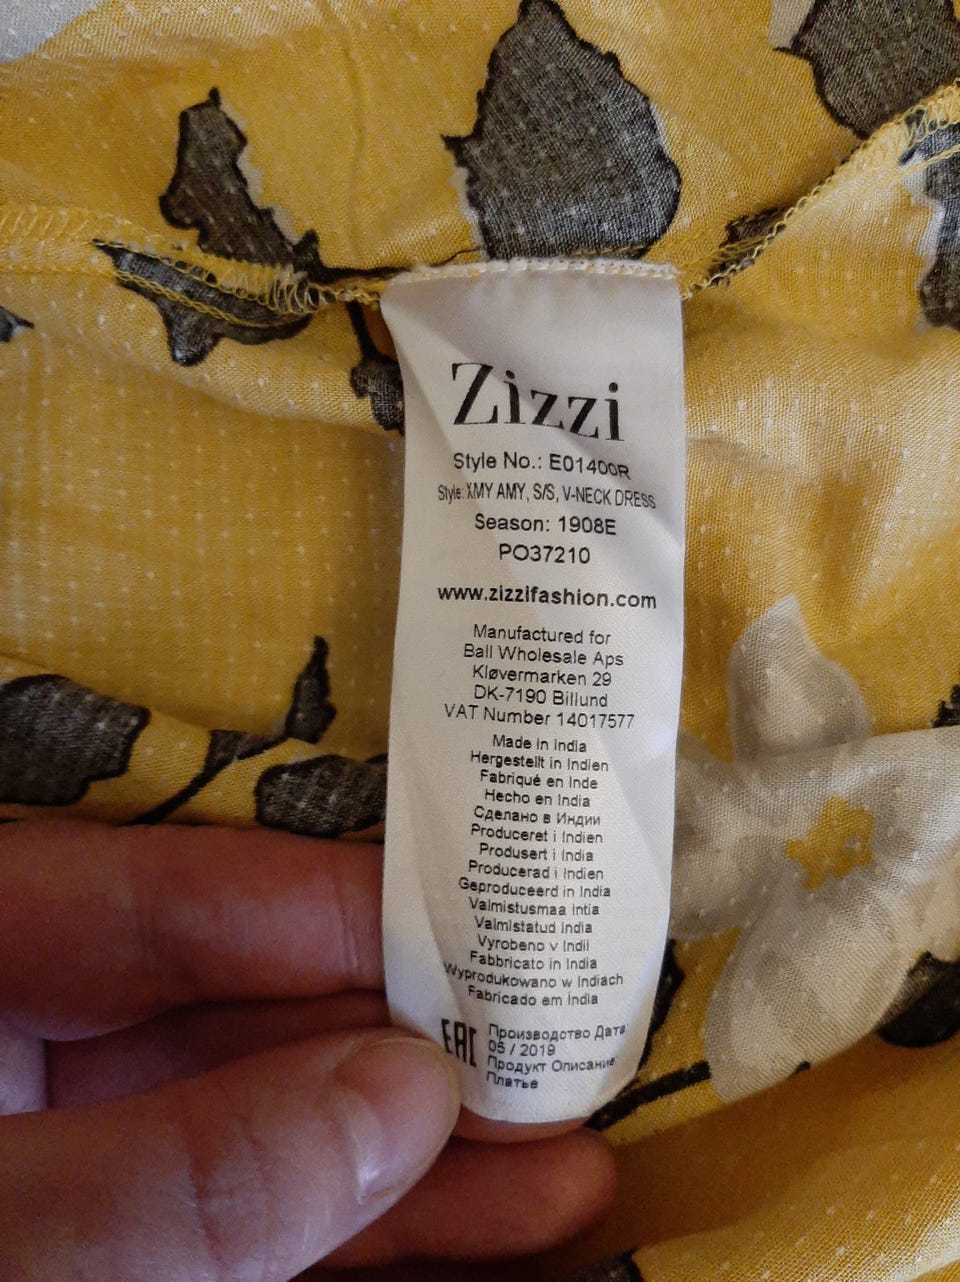 Zizzi
Style No.: E01400R
Style: XMY AMY, S/S, V-NECK DRESS
Season: 1908E
PO37210
www.zizzifashion.com
Manufactured for
Ball Wholesale Aps
Kløvermarken 29
DK-7190 Billund
VAT Number 14017577
Made in India
Hergestellt in Indien
Fabriqué en Inde
Hecho en India
Сделано в Индии
Produceret i Indien
Produsert i India
Producerad i Indien
Geproduceerd in India
Valmistusmaa Intia
Valmistatud India
Vyrobeno v Indii
Fabbricato in India
Wyprodukowano w Indiach
Fabricado em Índia
EAC
Производство Дата
05 / 2019
Продукт Описание
Платье